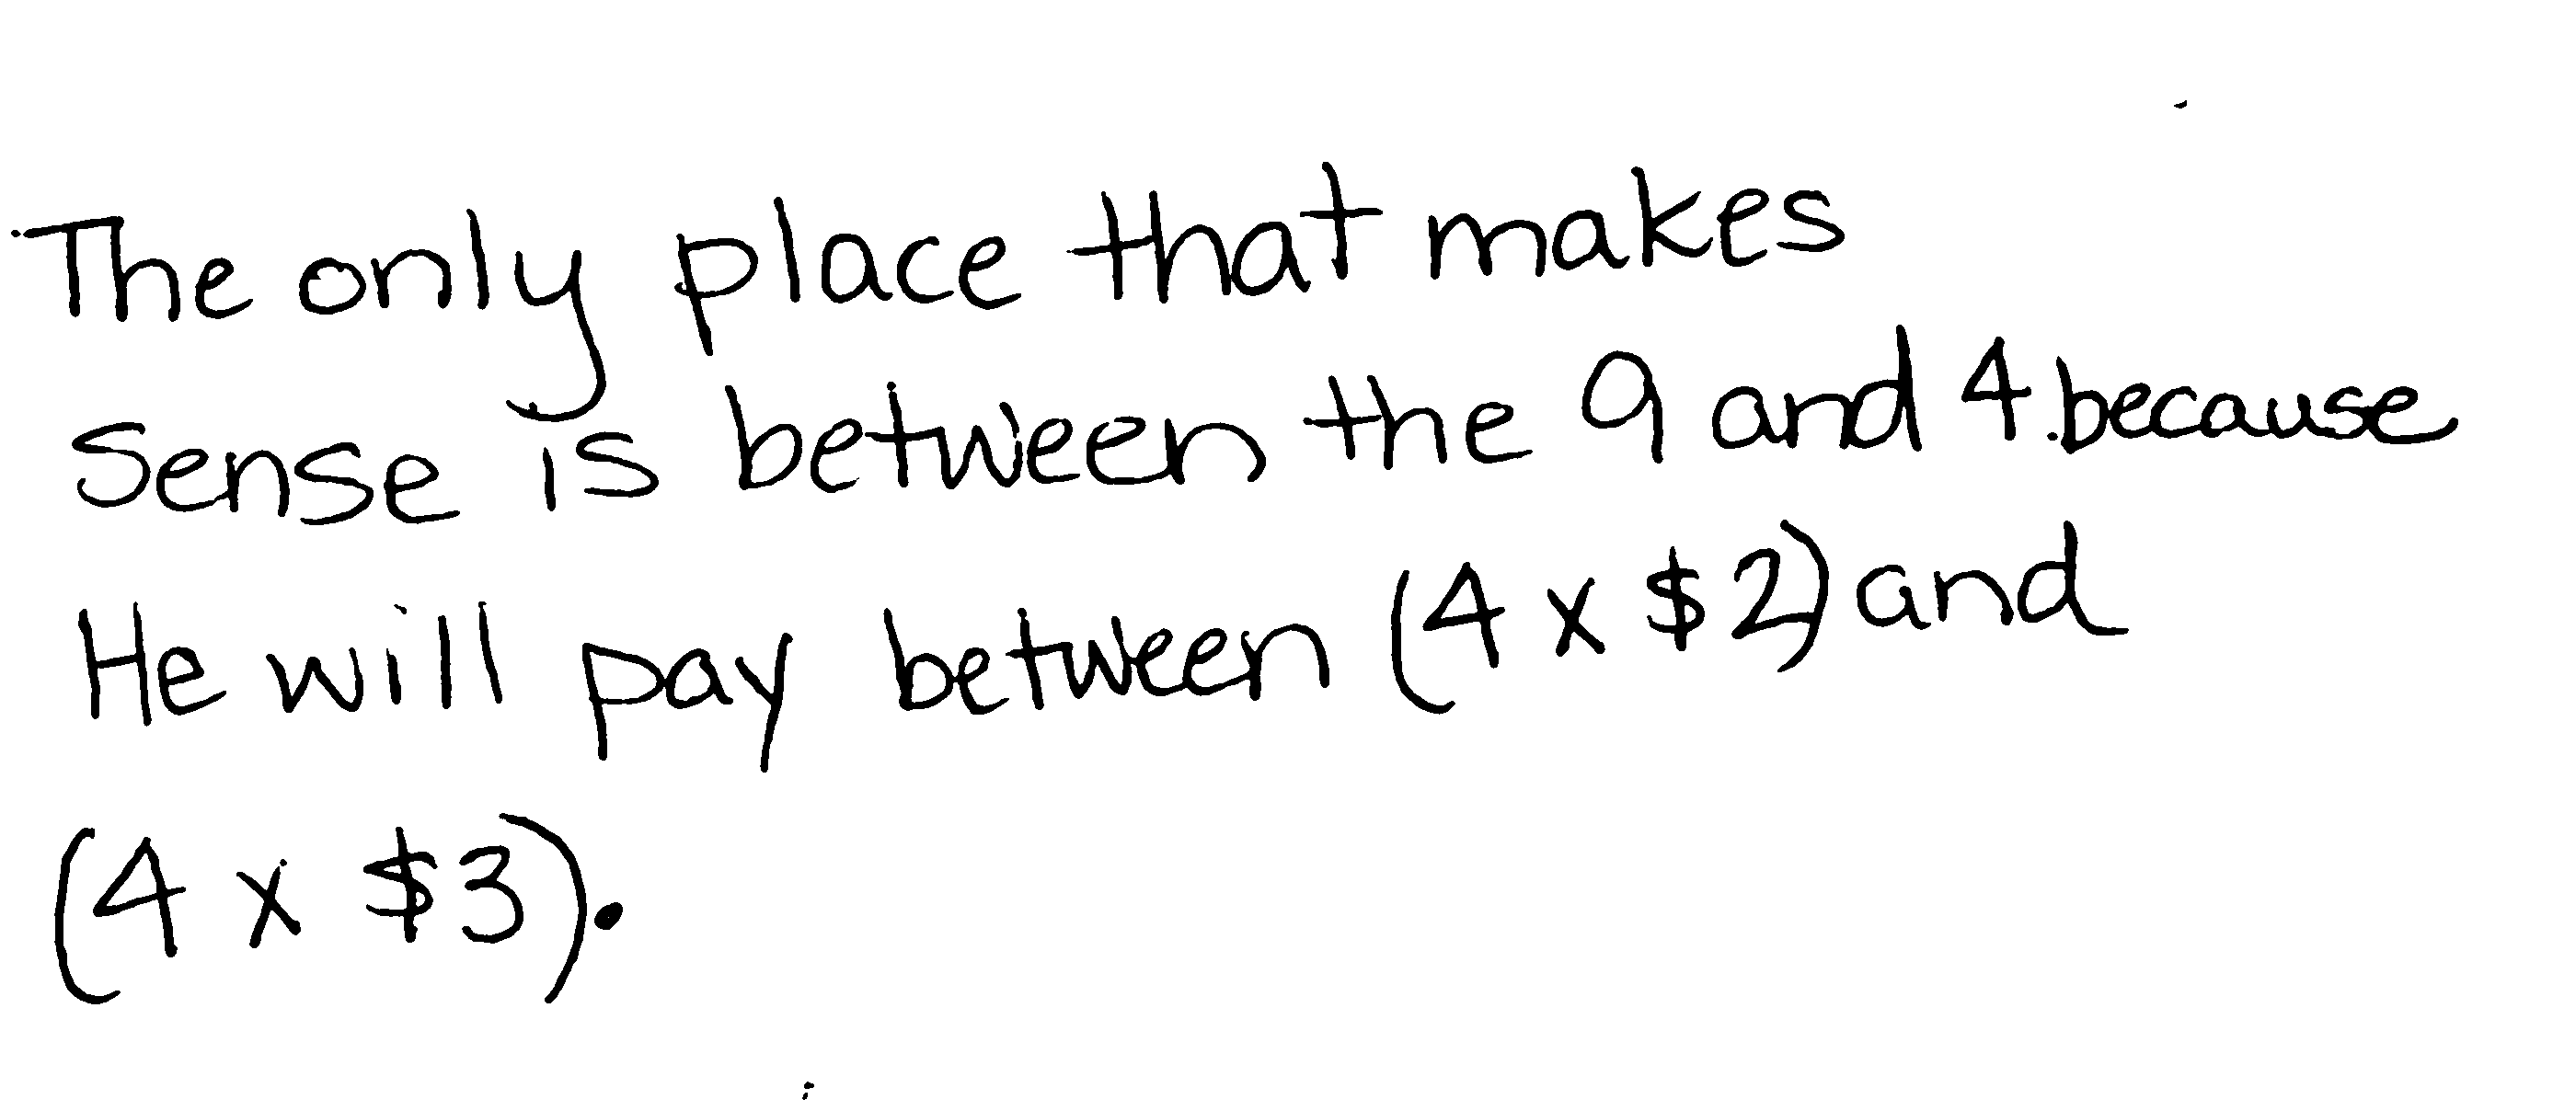 The only place that makes
Sense is between the 9 and 4.because
He will pay between (4 x $2) and
(4 x $3).